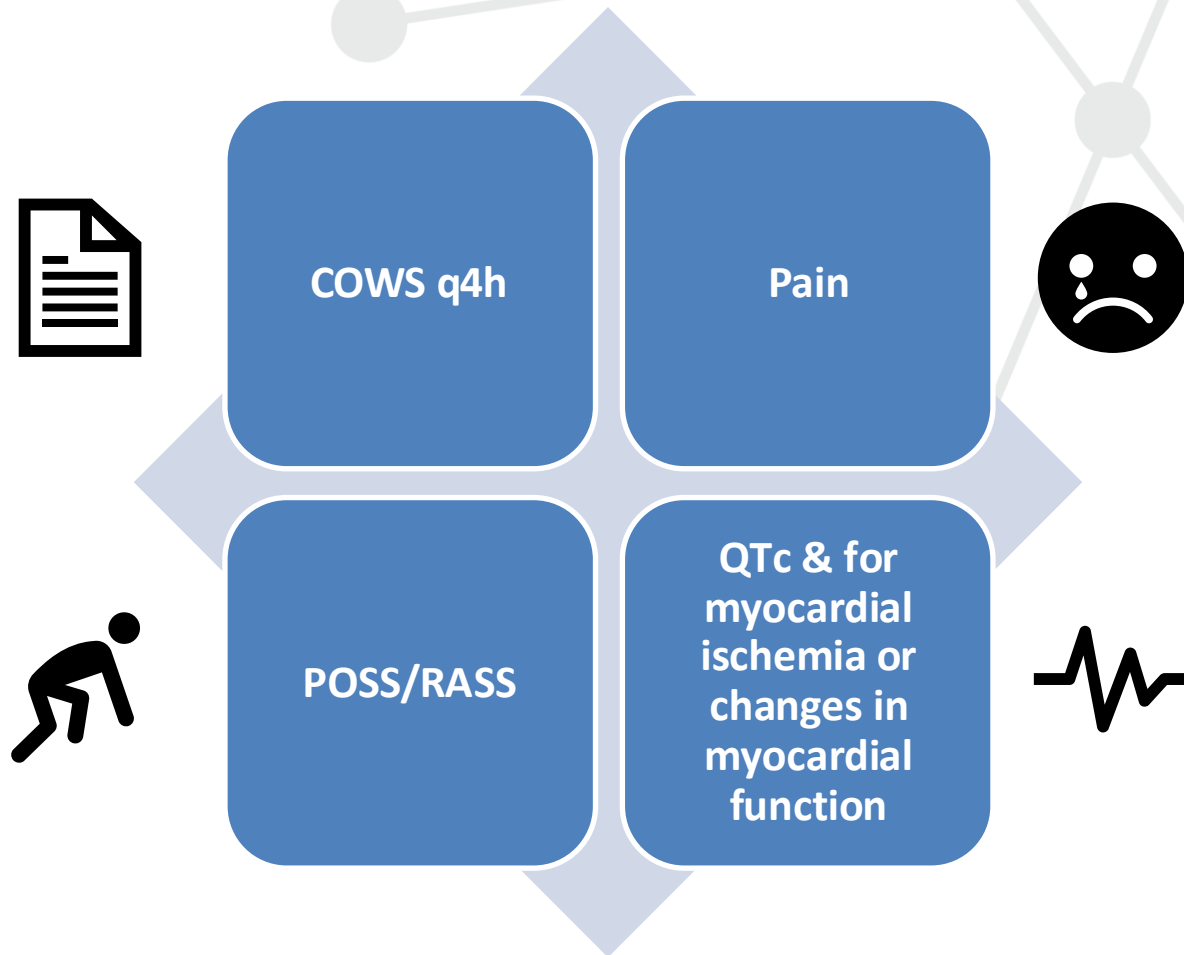 COWS q4h
Pain
POSS/RASS
QTc & for
myocardial
ischemia or
changes in
myocardial
function